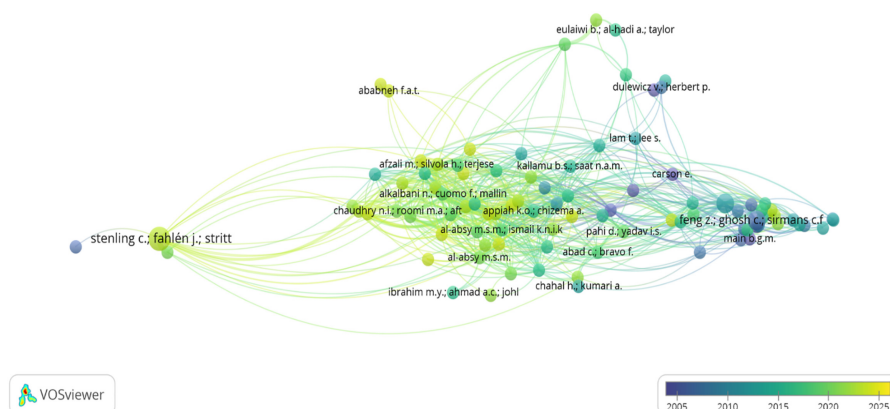 eulaiwi b.; al-hadi a.; taylor
ababneh f.a.t.
dulewicz v.; herbert p.
lam t.; lee s.
afzali m.; silvola h.; terjese
kallamu b.s.; saat n.a.m.
carson e.
alkalbani n.; cuomo f.; mallin
chaudhry n.i.; roomi m.a.; aft
appiah k.o.; chizema a.
feng z.; ghosh c.; sirmans c.f
al-absy m.s.m.; ismail k.n.i.k
pahi d.; yadav i.s.
stenling c.; fahlén j.; stritt
main b.g.m.
al-absy m.s.m.
abad c.; bravo f.
ibrahim m.y.; ahmad a.c.; johl
chahal h.; kumari a.
VOSviewer
2005 2010 2015 2020 2025